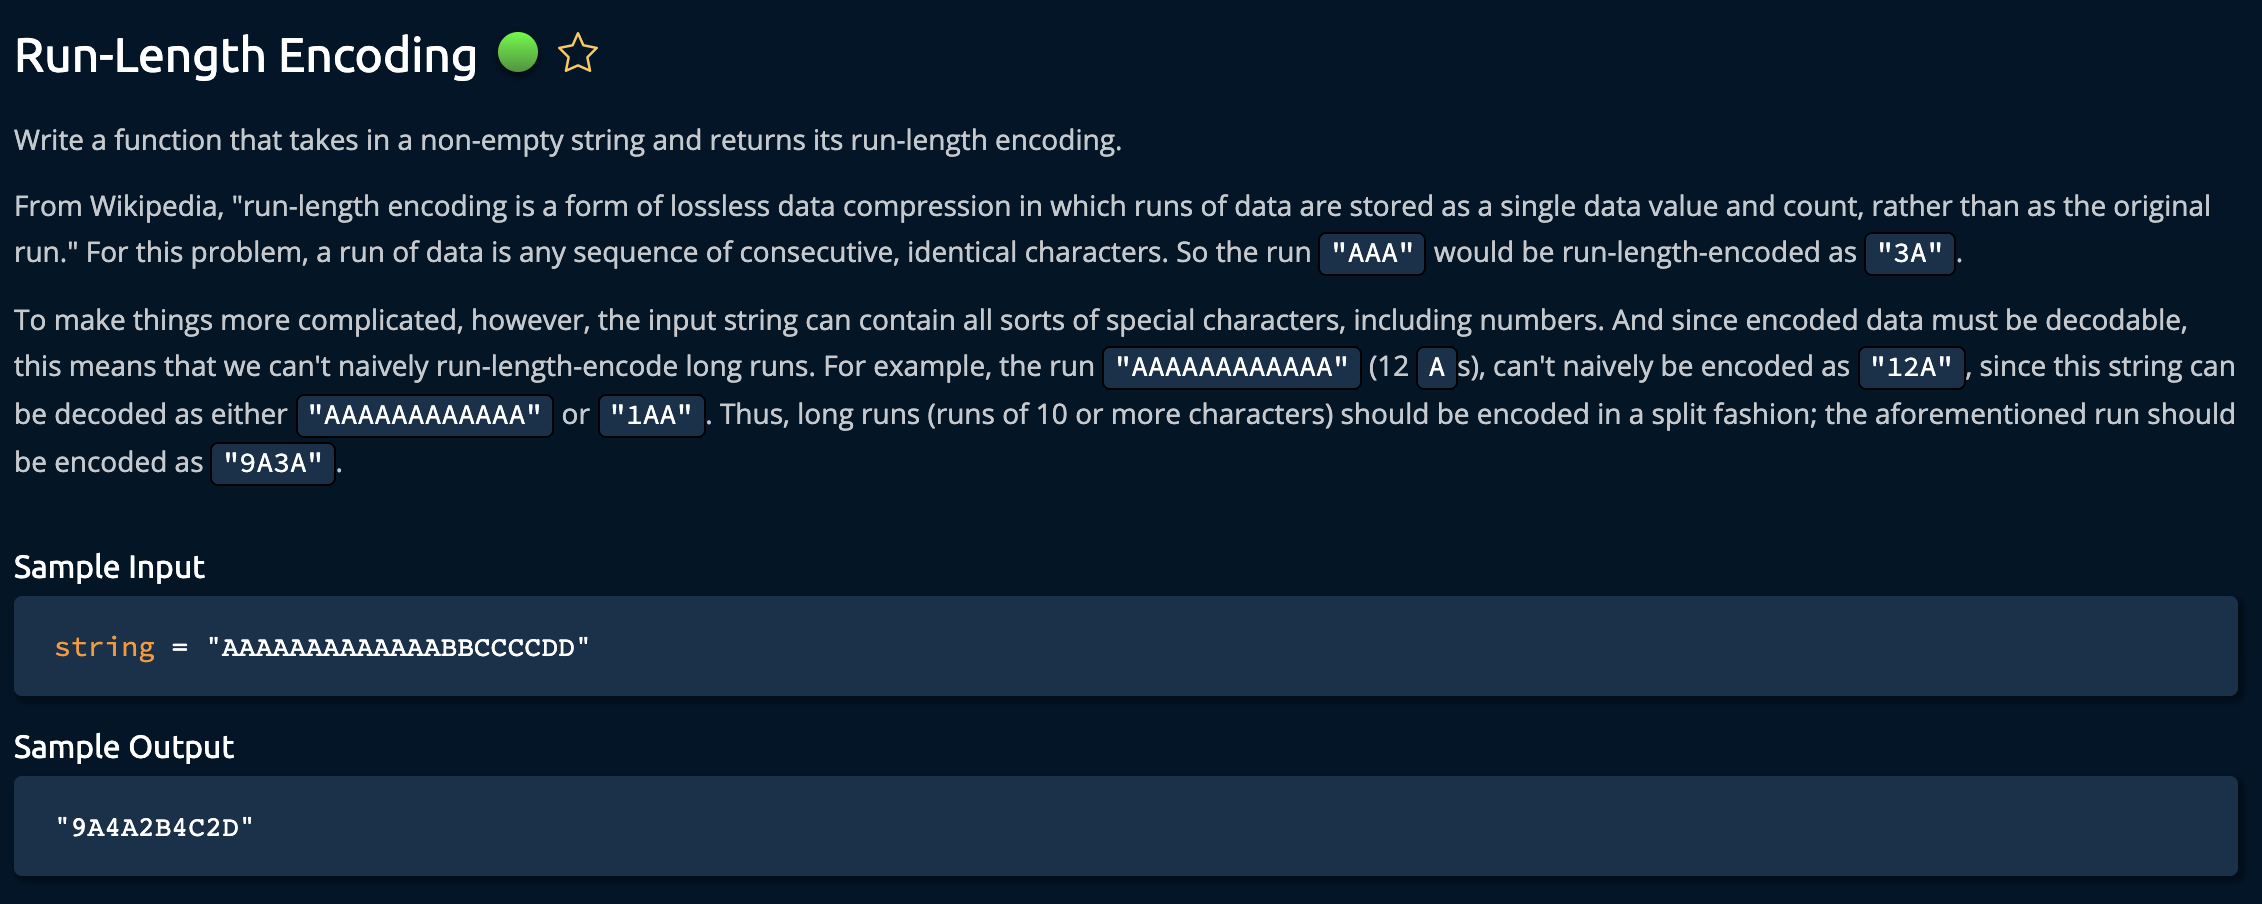 Run-Length Encoding
Write a function that takes in a non-empty string and returns its run-length encoding.
From Wikipedia, "run-length encoding is a form of lossless data compression in which runs of data are stored as a single data value and count, rather than as the original
run." For this problem, a run of data is any sequence of consecutive, identical characters. So the run "AAA" would be run-length-encoded as "3A".
To make things more complicated, however, the input string can contain all sorts of special characters, including numbers. And since encoded data must be decodable,
this means that we can't naively run-length-encode long runs. For example, the run "AAAAAAAAAAAA" (12 A s), can't naively be encoded as "12A", since this string can
be decoded as either "AAAAAAAAAAAA" or "1AA". Thus, long runs (runs of 10 or more characters) should be encoded in a split fashion; the aforementioned run should
be encoded as "9A3A".
Sample Input
string = "AAAAAAAAAAAAABBCCCCDD"
Sample Output
"9A4A2B4C2D"